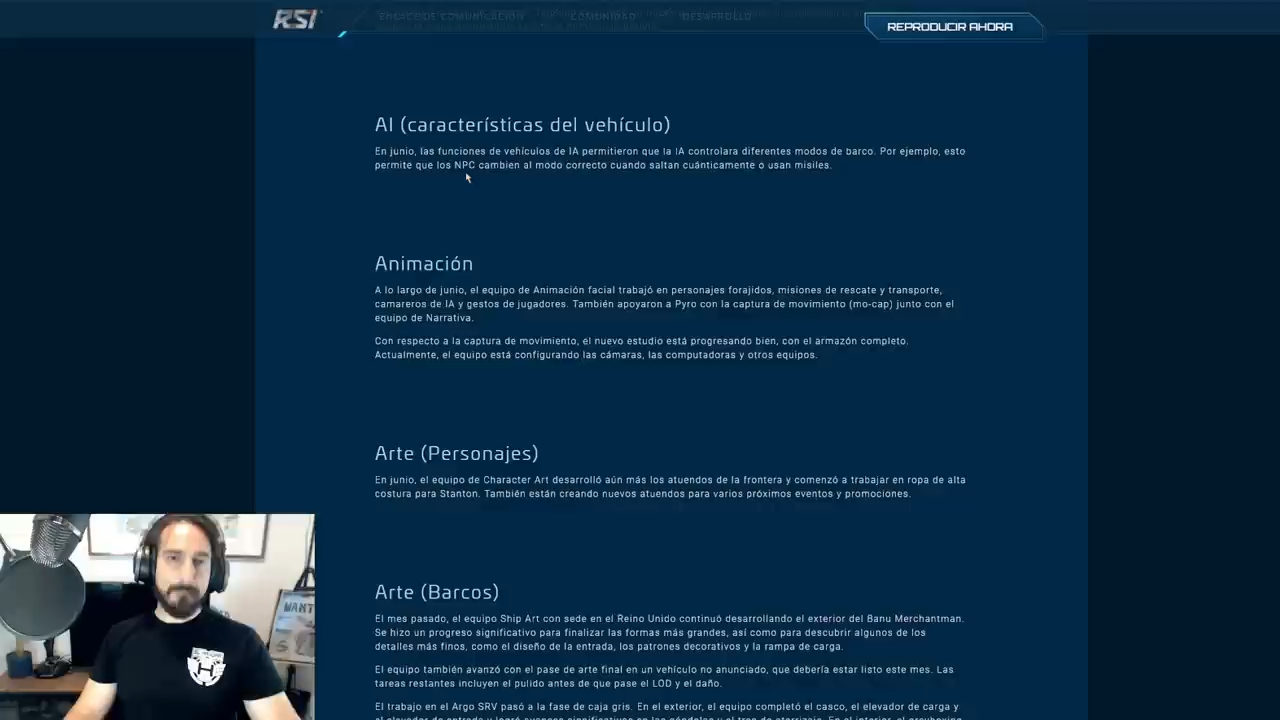 RSI
ENLACE DE COMUNICACIÓN COMUNIDAD DESARROLLO
REPRODUCIR AHORA
AI (características del vehículo)
En junio, las funciones de vehículos de IA permitieron que la IA controlara diferentes modos de barco. Por ejemplo, esto
permite que los NPC cambien al modo correcto cuando saltan cuánticamente o usan misiles.
Animación
A lo largo de junio, el equipo de Animación facial trabajó en personajes forajidos, misiones de rescate y transporte,
camareros de IA y gestos de jugadores. También apoyaron a Pyro con la captura de movimiento (mo-cap) junto con el
equipo de Narrativa.
Con respecto a la captura de movimiento, el nuevo estudio está progresando bien, con el armazón completo.
Actualmente, el equipo está configurando las cámaras, las computadoras y otros equipos.
Arte (Personajes)
En junio, el equipo de Character Art desarrolló aún más los atuendos de la frontera y comenzó a trabajar en ropa de alta
costura para Stanton. También están creando nuevos atuendos para varios próximos eventos y promociones.
Arte (Barcos)
El mes pasado, el equipo Ship Art con sede en el Reino Unido continuó desarrollando el exterior del Banu Merchantman.
Se hizo un progreso significativo para finalizar las formas más grandes, así como para descubrir algunos de los
detalles más finos, como el diseño de la entrada, los patrones decorativos y la rampa de carga.
El equipo también avanzó con el pase de arte final en un vehículo no anunciado, que debería estar listo este mes. Las
tareas restantes incluyen el pulido antes de que pase el LOD y el daño.
El trabajo en el Argo SRV pasó a la fase de caja gris. En el exterior, el equipo completó el casco, el elevador de carga y
WANT